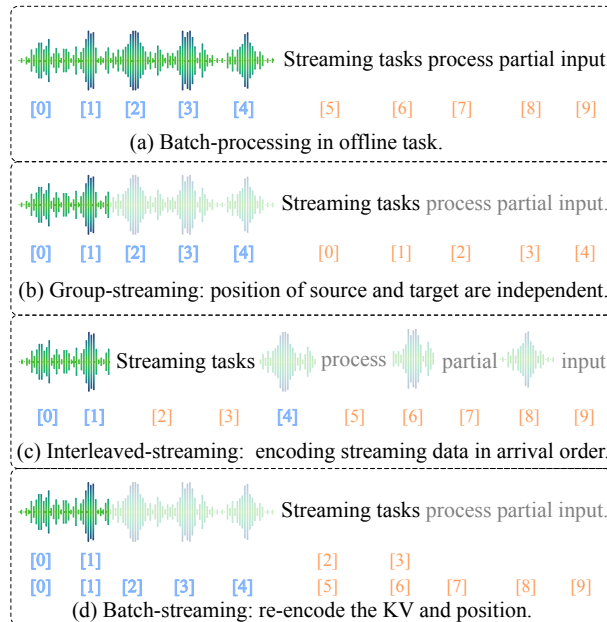 Streaming tasks process partial input.
[0] [1] [2] [3] [4] [5] [6] [7] [8] [9]
(a) Batch-processing in offline task.
Streaming tasks process partial input.
[0] [1] [2] [3] [4] [0] [1] [2] [3] [4]
(b) Group-streaming: position of source and target are independent.
Streaming tasks process partial input
[0] [1] [2] [3] [4] [5] [6] [7] [8] [9]
(c) Interleaved-streaming: encoding streaming data in arrival order.
Streaming tasks process partial input.
[0] [1] [2] [3]
[0] [1] [2] [3] [4] [5] [6] [7] [8] [9]
(d) Batch-streaming: re-encode the KV and position.